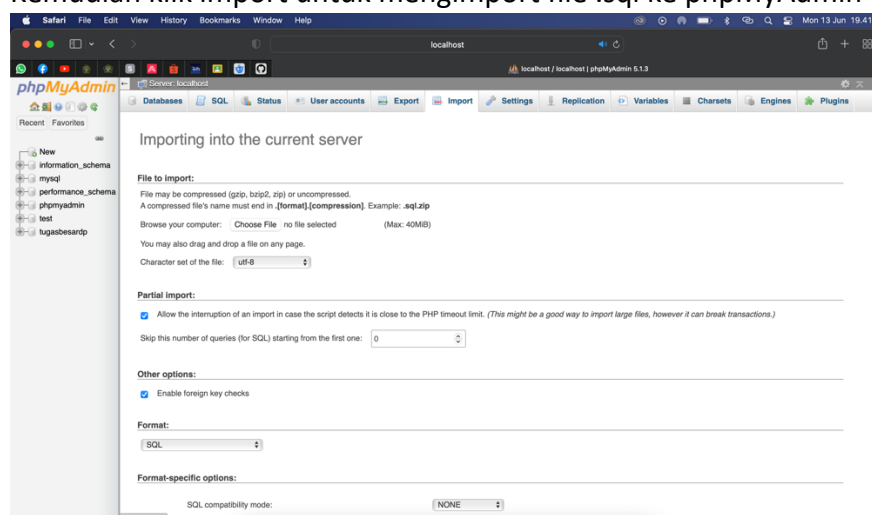 Kemudian klik import untuk mengimport file .sql ke phpMyAdmin
Safari File Edit View History Bookmarks Window Help Mon 13 Jun 19.41
localhost
localhost / localhost | phpMyAdmin 5.1.3
phpMyAdmin
Server: localhost
Databases SQL Status User accounts Export Import Settings Replication Variables Charsets Engines Plugins
Recent Favorites
New
information_schema
mysql
performance_schema
phpmyadmin
test
tugasbesardp
Importing into the current server
File to import:
File may be compressed (gzip, bzip2, zip) or uncompressed.
A compressed file's name must end in .[format].[compression]. Example: .sql.zip
Browse your computer: Choose File no file selected (Max: 40MiB)
You may also drag and drop a file on any page.
Character set of the file: utf-8
Partial import:
Allow the interruption of an import in case the script detects it is close to the PHP timeout limit. (This might be a good way to import large files, however it can break transactions.)
Skip this number of queries (for SQL) starting from the first one: 0
Other options:
Enable foreign key checks
Format:
SQL
Format-specific options:
SQL compatibility mode: NONE